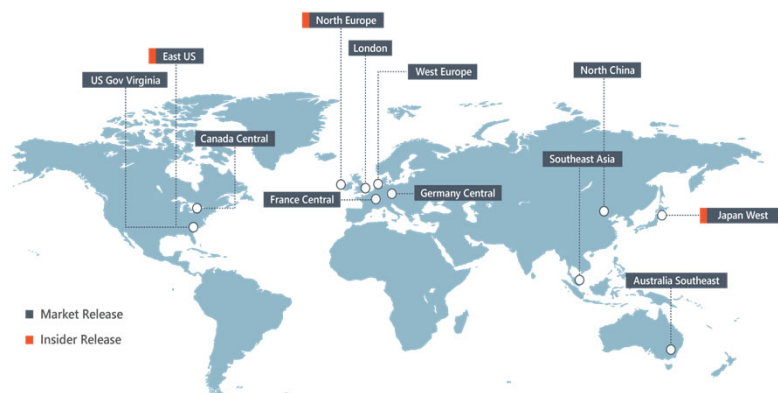 North Europe
London
East US
West Europe
North China
US Gov Virginia
Canada Central
Southeast Asia
France Central
Germany Central
Japan West
Australia Southeast
Market Release
Insider Release